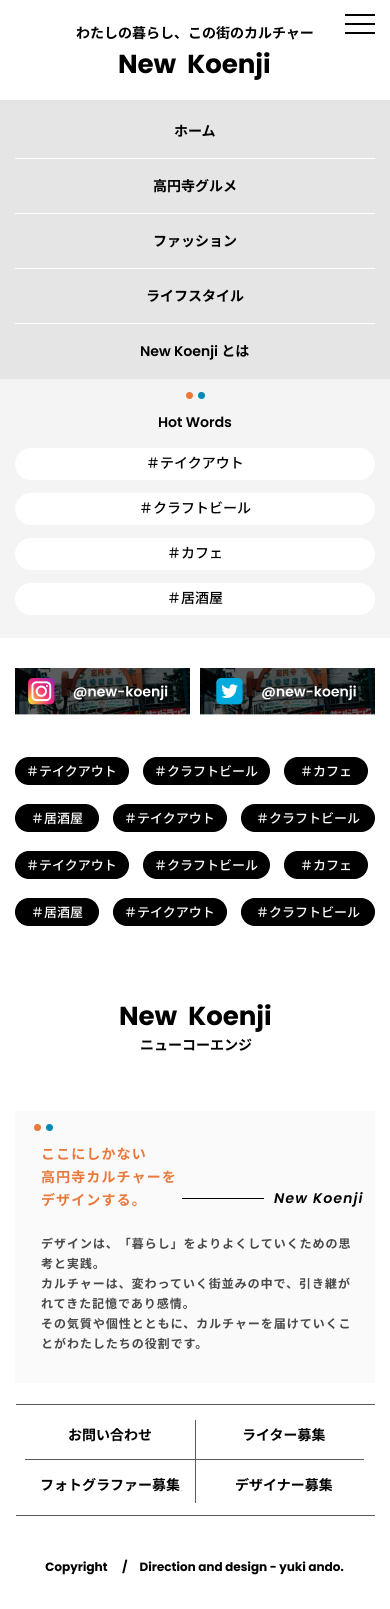 わたしの暮らし、この街のカルチャー
New Koenji
ホーム
高円寺グルメ
ファッション
ライフスタイル
New Koenji とは
Hot Words
＃テイクアウト
＃クラフトビール
＃カフェ
＃居酒屋
@new-koenji @new-koenji
＃テイクアウト ＃クラフトビール ＃カフェ
＃居酒屋 ＃テイクアウト ＃クラフトビール
＃テイクアウト ＃クラフトビール ＃カフェ
＃居酒屋 ＃テイクアウト ＃クラフトビール
New Koenji
ニューコーエンジ
ここにしかない
高円寺カルチャーを
デザインする。
New Koenji
デザインは、「暮らし」をよりよくしていくための思
考と実践。
カルチャーは、変わっていく街並みの中で、引き継が
れてきた記憶であり感情。
その気質や個性とともに、カルチャーを届けていくこ
とがわたしたちの役割です。
お問い合わせ ライター募集
フォトグラファー募集 デザイナー募集
Copyright / Direction and design - yuki ando.